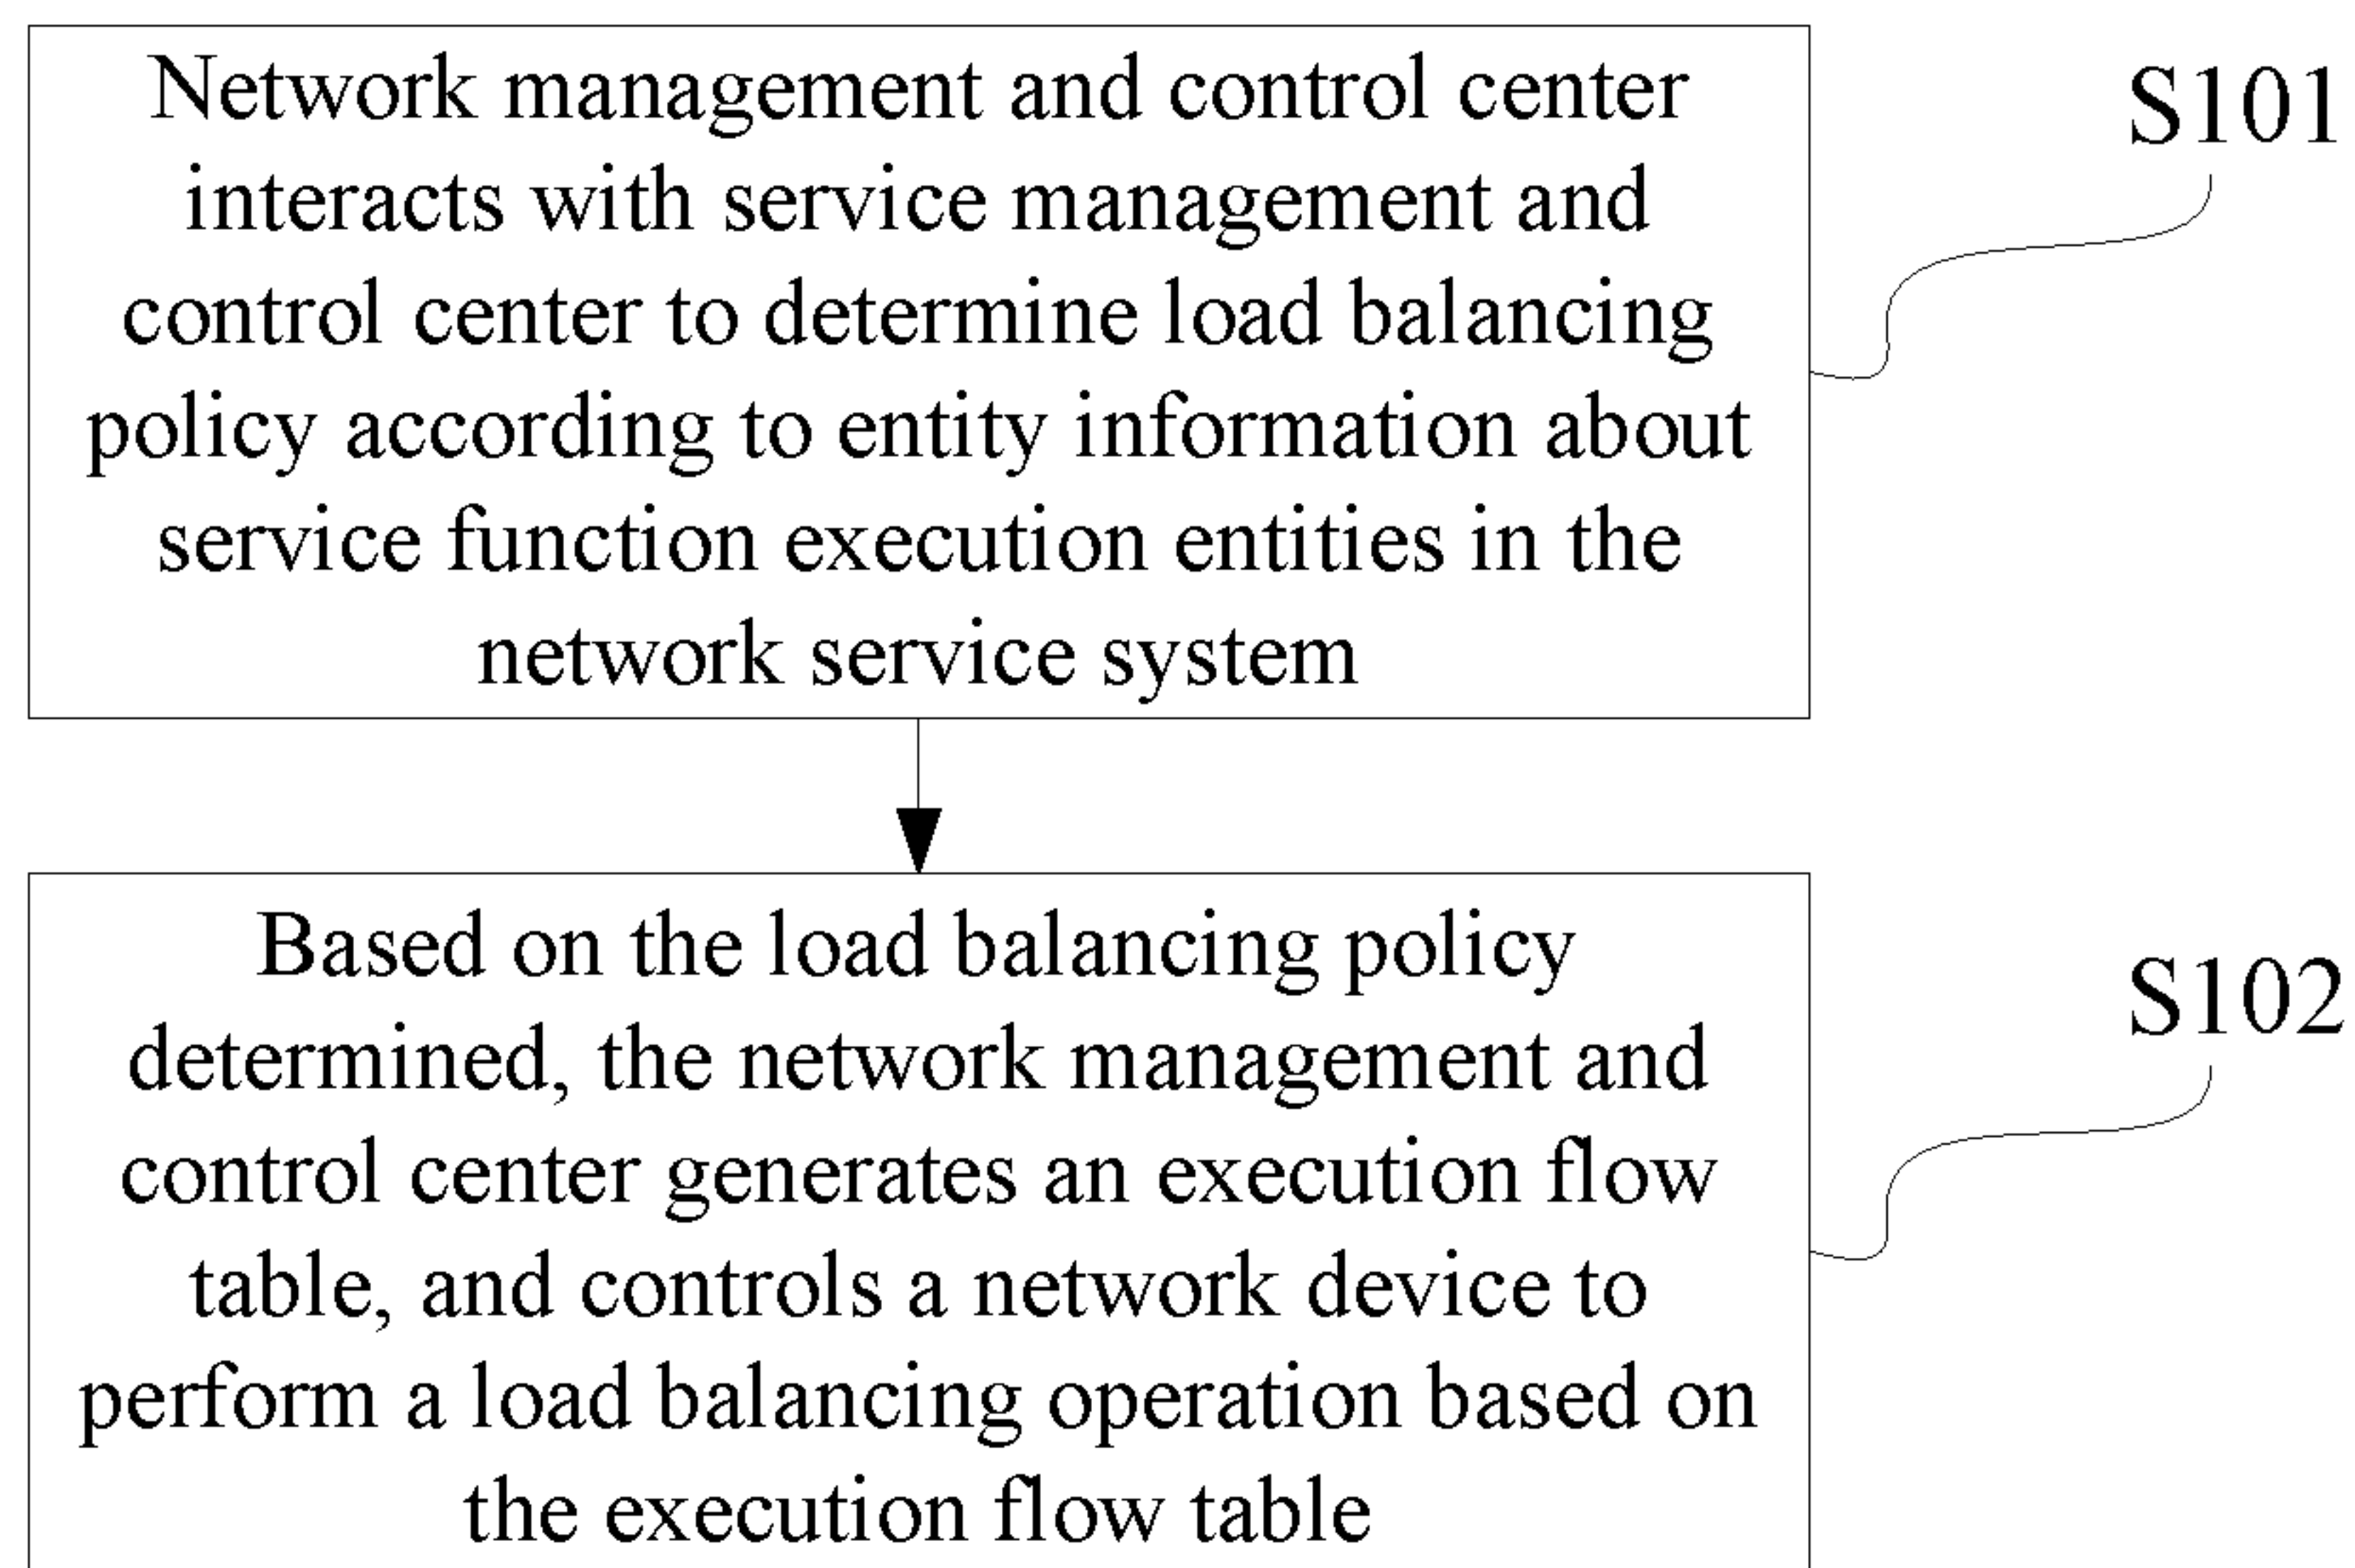 Network management and control center
interacts with service management and
control center to determine load balancing
policy according to entity information about
service function execution entities in the
network service system
S101
Based on the load balancing policy
determined, the network management and
control center generates an execution flow
table, and controls a network device to
perform a load balancing operation based on
the execution flow table
S102